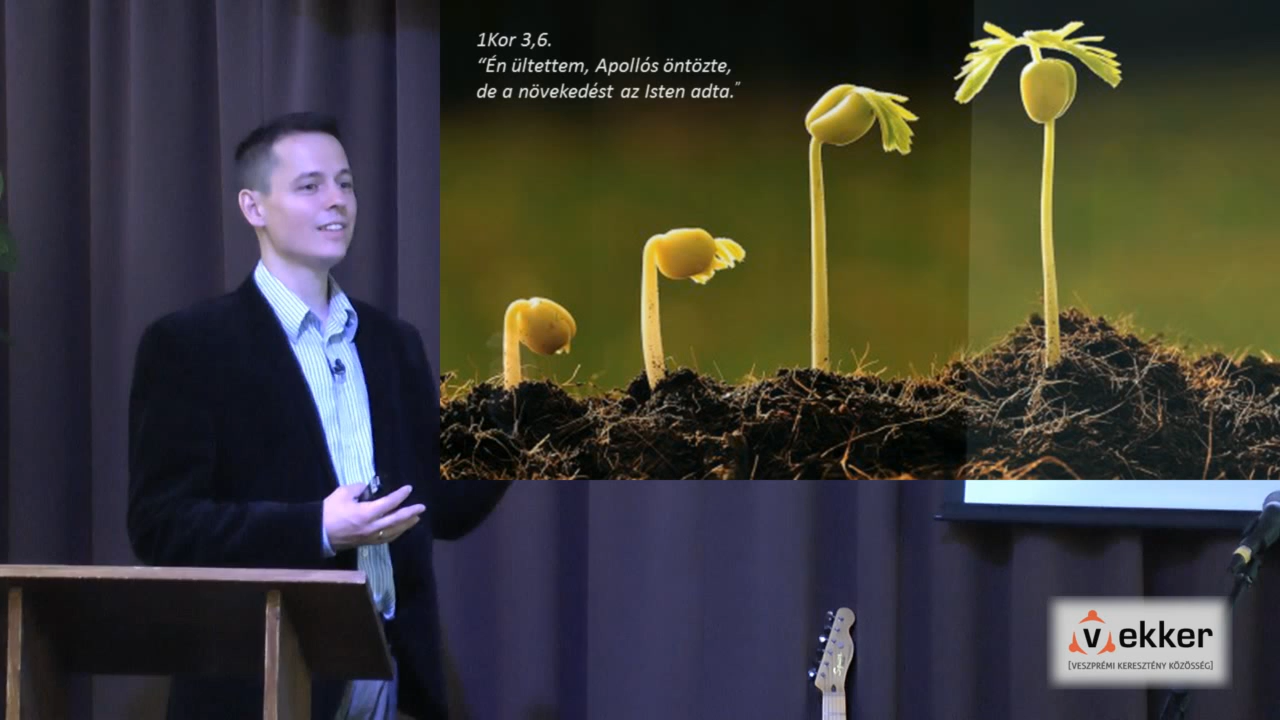 1Kor 3,6.
“Én ültettem, Apollós öntözte,
de a növekedést az Isten adta.”
vekker
[VESZPRÉMI KERESZTÉNY KÖZÖSSÉG]